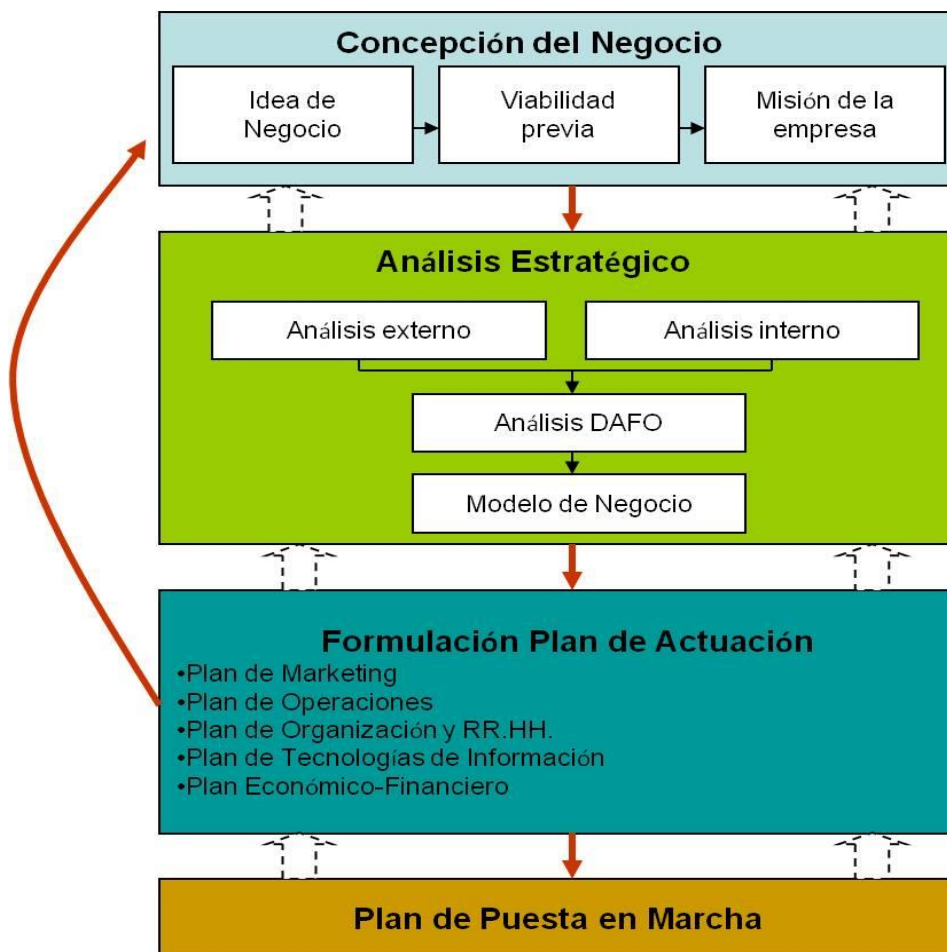 Concepción del Negocio
Idea de
Negocio
Viabilidad
previa
Misión de la
empresa
Análisis Estratégico
Análisis externo
Análisis interno
Análisis DAFO
Modelo de Negocio
Formulación Plan de Actuación
•Plan de Marketing
•Plan de Operaciones
•Plan de Organización y RR.HH.
•Plan de Tecnologías de Información
•Plan Económico-Financiero
Plan de Puesta en Marcha